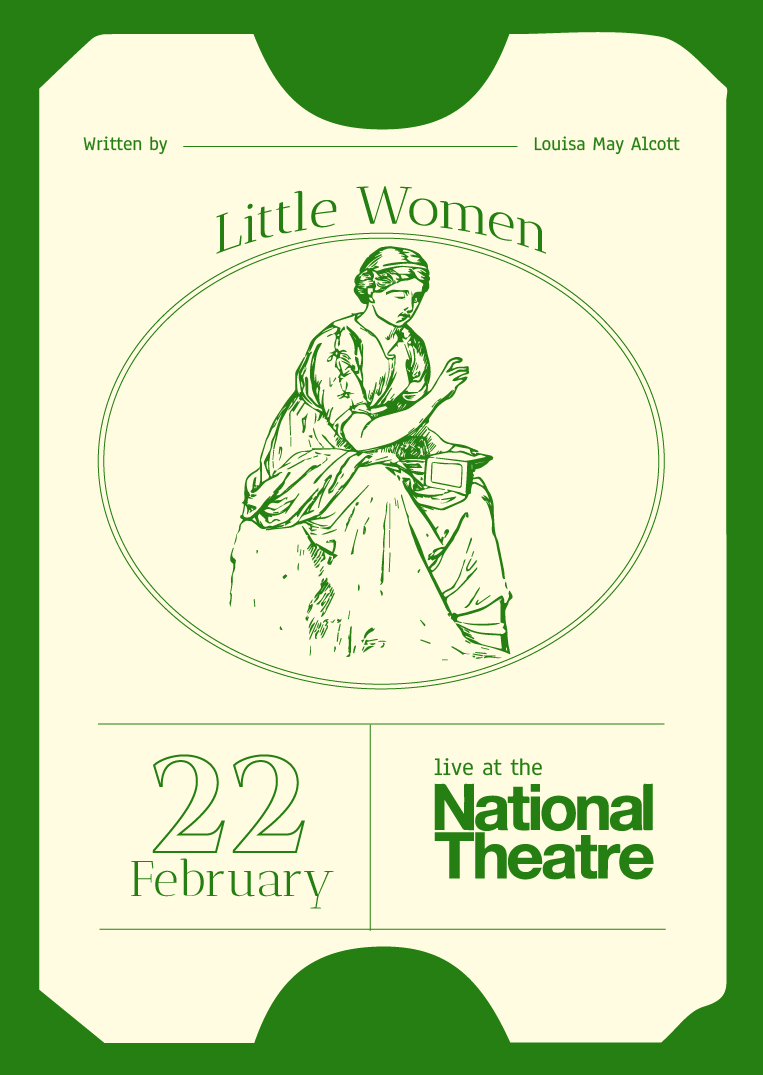 Written by Louisa May Alcott
Little Women
22
February
live at the
National
Theatre